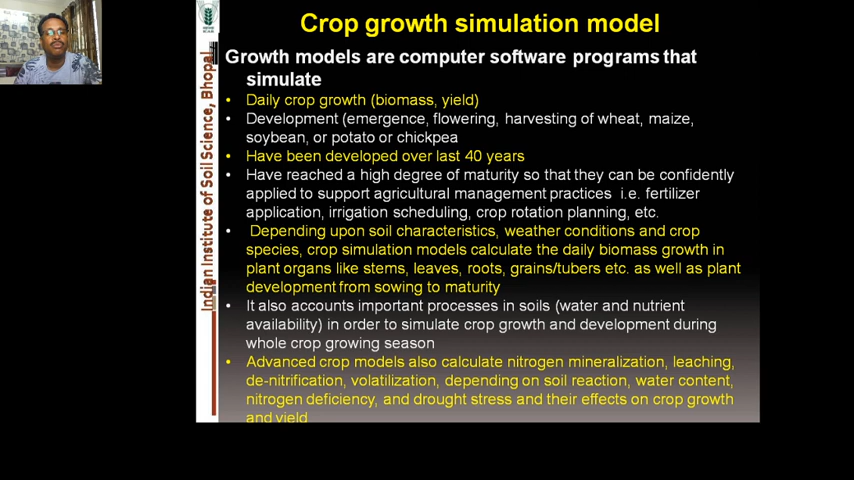 Crop growth simulation model
Growth models are computer software programs that
simulate
• Daily crop growth (biomass, yield)
• Development (emergence, flowering, harvesting of wheat, maize,
soybean, or potato or chickpea
• Have been developed over last 40 years
• Have reached a high degree of maturity so that they can be confidently
applied to support agricultural management practices i.e. fertilizer
application, irrigation scheduling, crop rotation planning, etc.
• Depending upon soil characteristics, weather conditions and crop
species, crop simulation models calculate the daily biomass growth in
plant organs like stems, leaves, roots, grains/tubers etc. as well as plant
development from sowing to maturity
• It also accounts important processes in soils (water and nutrient
availability) in order to simulate crop growth and development during
whole crop growing season
• Advanced crop models also calculate nitrogen mineralization, leaching,
de-nitrification, volatilization, depending on soil reaction, water content,
nitrogen deficiency, and drought stress and their effects on crop growth
and yield
Indian Institute of Soil Science, Bhopal